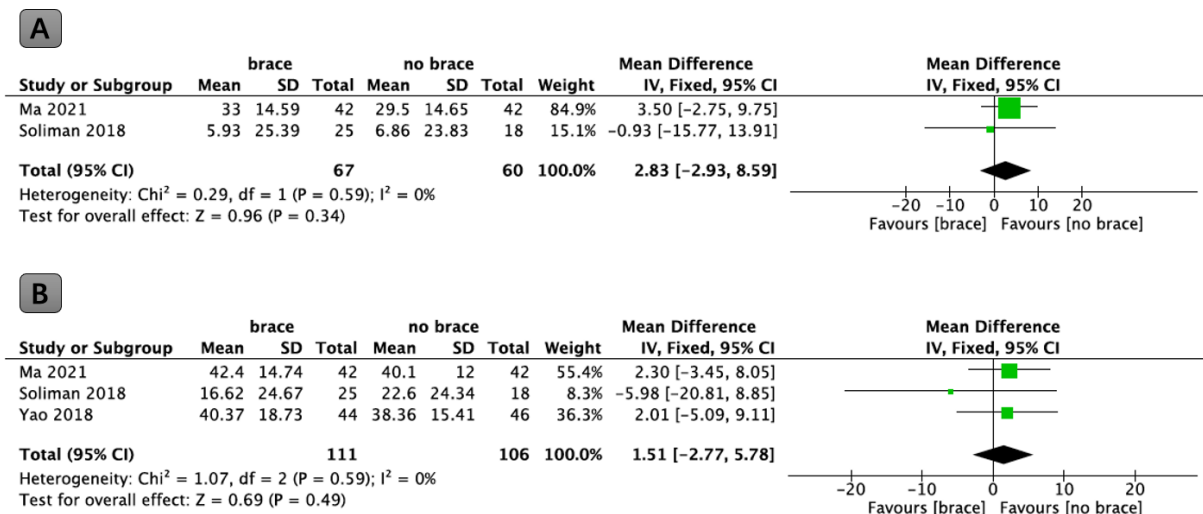 A
brace no brace Mean Difference Mean Difference
Study or Subgroup Mean SD Total Mean SD Total Weight IV, Fixed, 95% CI IV, Fixed, 95% CI
Ma 2021 33 14.59 42 29.5 14.65 42 84.9% 3.50 [-2.75, 9.75]
Soliman 2018 5.93 25.39 25 6.86 23.83 18 15.1% -0.93 [-15.77, 13.91]
Total (95% CI) 67 60 100.0% 2.83 [-2.93, 8.59]
Heterogeneity: Chi² = 0.29, df = 1 (P = 0.59); I² = 0%
Test for overall effect: Z = 0.96 (P = 0.34)
-20 -10 0 10 20
Favours [brace] Favours [no brace]
B
brace no brace Mean Difference Mean Difference
Study or Subgroup Mean SD Total Mean SD Total Weight IV, Fixed, 95% CI IV, Fixed, 95% CI
Ma 2021 42.4 14.74 42 40.1 12 42 55.4% 2.30 [-3.45, 8.05]
Soliman 2018 16.62 24.67 25 22.6 24.34 18 8.3% -5.98 [-20.81, 8.85]
Yao 2018 40.37 18.73 44 38.36 15.41 46 36.3% 2.01 [-5.09, 9.11]
Total (95% CI) 111 106 100.0% 1.51 [-2.77, 5.78]
Heterogeneity: Chi² = 1.07, df = 2 (P = 0.59); I² = 0%
Test for overall effect: Z = 0.69 (P = 0.49)
-20 -10 0 10 20
Favours [brace] Favours [no brace]